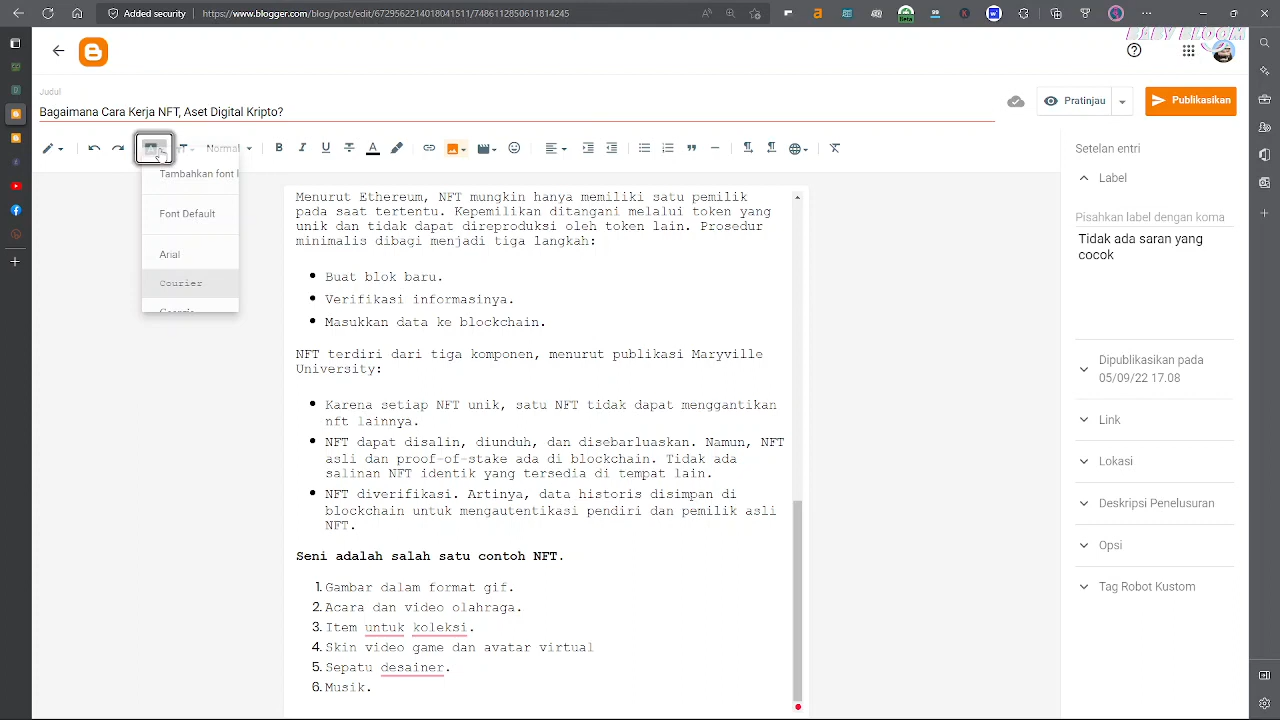 Added security
https://www.blogger.com/blog/post/edit/6729562214018041511/7486112850611814245
Beta
Judul
Bagaimana Cara Kerja NFT, Aset Digital Kripto?
Pratinjau
Publikasikan
Normal
B
I
U
A
Tambahkan font
Font Default
Arial
Courier
Georgia
Menurut Ethereum, NFT mungkin hanya memiliki satu pemilik
pada saat tertentu. Kepemilikan ditangani melalui token yang
unik dan tidak dapat direproduksi oleh token lain. Prosedur
minimalis dibagi menjadi tiga langkah:
Buat blok baru.
Verifikasi informasinya.
Masukkan data ke blockchain.
NFT terdiri dari tiga komponen, menurut publikasi Maryville
University:
Karena setiap NFT unik, satu NFT tidak dapat menggantikan
nft lainnya.
NFT dapat disalin, diunduh, dan disebarluaskan. Namun, NFT
asli dan proof-of-stake ada di blockchain. Tidak ada
salinan NFT identik yang tersedia di tempat lain.
NFT diverifikasi. Artinya, data historis disimpan di
blockchain untuk mengautentikasi pendiri dan pemilik asli
NFT.
Seni adalah salah satu contoh NFT.
1. Gambar dalam format gif.
2. Acara dan video olahraga.
3. Item untuk koleksi.
4. Skin video game dan avatar virtual
5. Sepatu desainer.
6. Musik.
Setelan entri
Label
Pisahkan label dengan koma
Tidak ada saran yang
cocok
Dipublikasikan pada
05/09/22 17.08
Link
Lokasi
Deskripsi Penelusuran
Opsi
Tag Robot Kustom